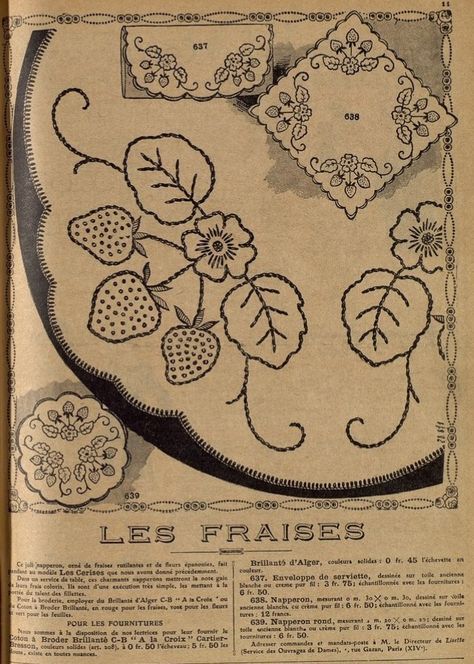 11
637
638
639
LES FRAISES
Ce joli napperon, orné de fraises rutilantes et de fleurs épanouies, fait
pendant au modèle Les Cerises que nous avons donné précédemment.
Dans un service de table, ces charmants napperons mettront la note gaie
de leurs frais coloris. Ils sont d'une exécution très simple, les mettant à la
portée du talent des fillettes.
Pour la broderie, employer du Brillanté d'Alger C-B "A la Croix" ou
du Coton à Broder Brillanté, en rouge pour les fraises, rose pour les fleurs
et vert pour les feuilles.
POUR LES FOURNITURES
Nous sommes à la disposition de nos lectrices pour leur fournir le
Coton à Broder Brillanté C-B "A la Croix" Cartier-
Bresson, couleurs solides (art. 208), à 0 fr. 50 l'écheveau; 5 fr. 50 les
existe en toutes nuances.
Brillanté d'Alger, couleurs solides : 0 fr. 45 l'échevette en
couleur.
637. Enveloppe de serviette, dessinée sur toile ancienne
blanche ou crème pur fil : 3 fr. 75; échantillonné avec les fournitures :
6 fr. 50.
638. Napperon, mesurant 0 m. 30 × 0 m. 30, dessiné sur toile
ancienne blanche, ou crème pur fil : 6 fr. 50; échantillonné avec les fourni-
tures : 12 francs.
639. Napperon rond, mesurant dessiné sur toile
ancienne blanche ou crème pur fil : 3 fr. 75; échantillonné avec les
fournitures : 6 fr. 50.
Adresser commandes et mandats-poste à M. le Directeur de Lisette
(Service des Ouvrages de Dames), rue Gazan, Paris (XIVe).